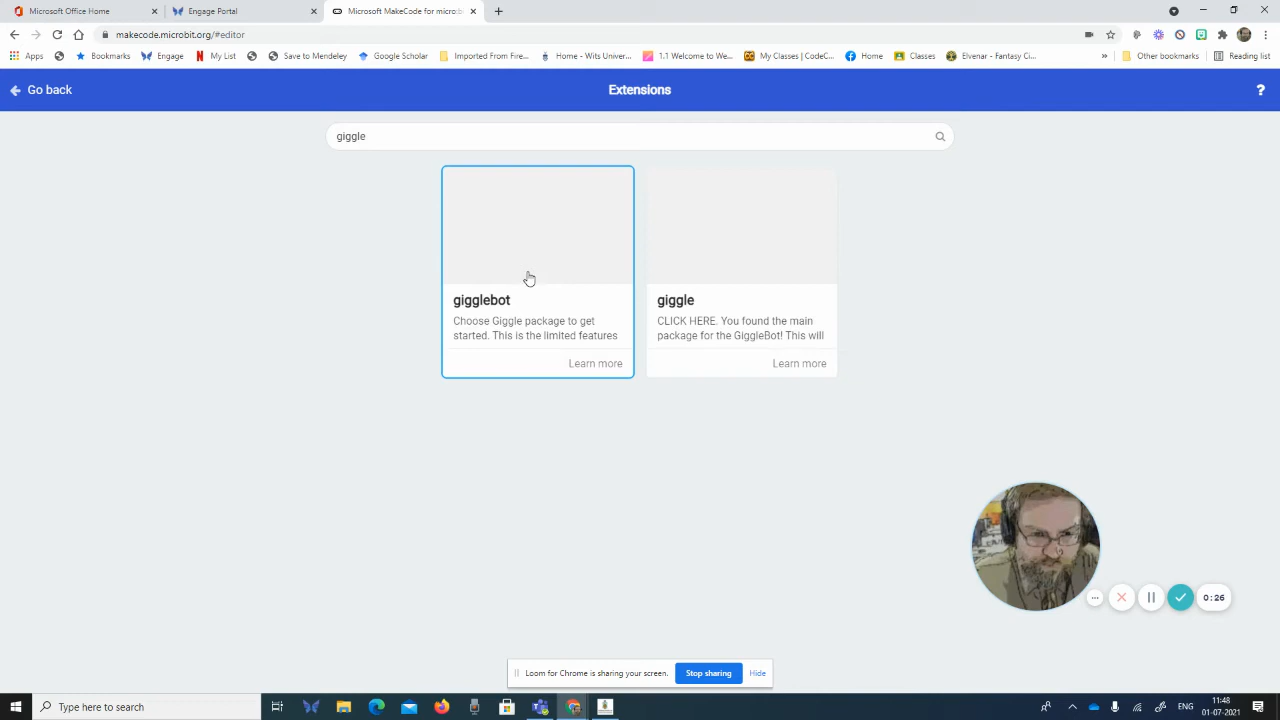 Microsoft Office Home
Engage Portal
Microsoft MakeCode for micro:bi
makecode.microbit.org/#editor
Apps
Bookmarks
Engage
My List
Save to Mendeley
Google Scholar
Imported From Fire...
Home - Wits Univer...
1.1 Welcome to We...
My Classes | CodeC...
Home
Classes
Elvenar - Fantasy Ci...
Other bookmarks
Reading list
Go back
Extensions
?
giggle
gigglebot
Choose Giggle package to get
started. This is the limited features
Learn more
giggle
CLICK HERE. You found the main
package for the GiggleBot! This will
Learn more
0:26
Loom for Chrome is sharing your screen.
Stop sharing
Hide
Type here to search
ENG
11:48
01-07-2021